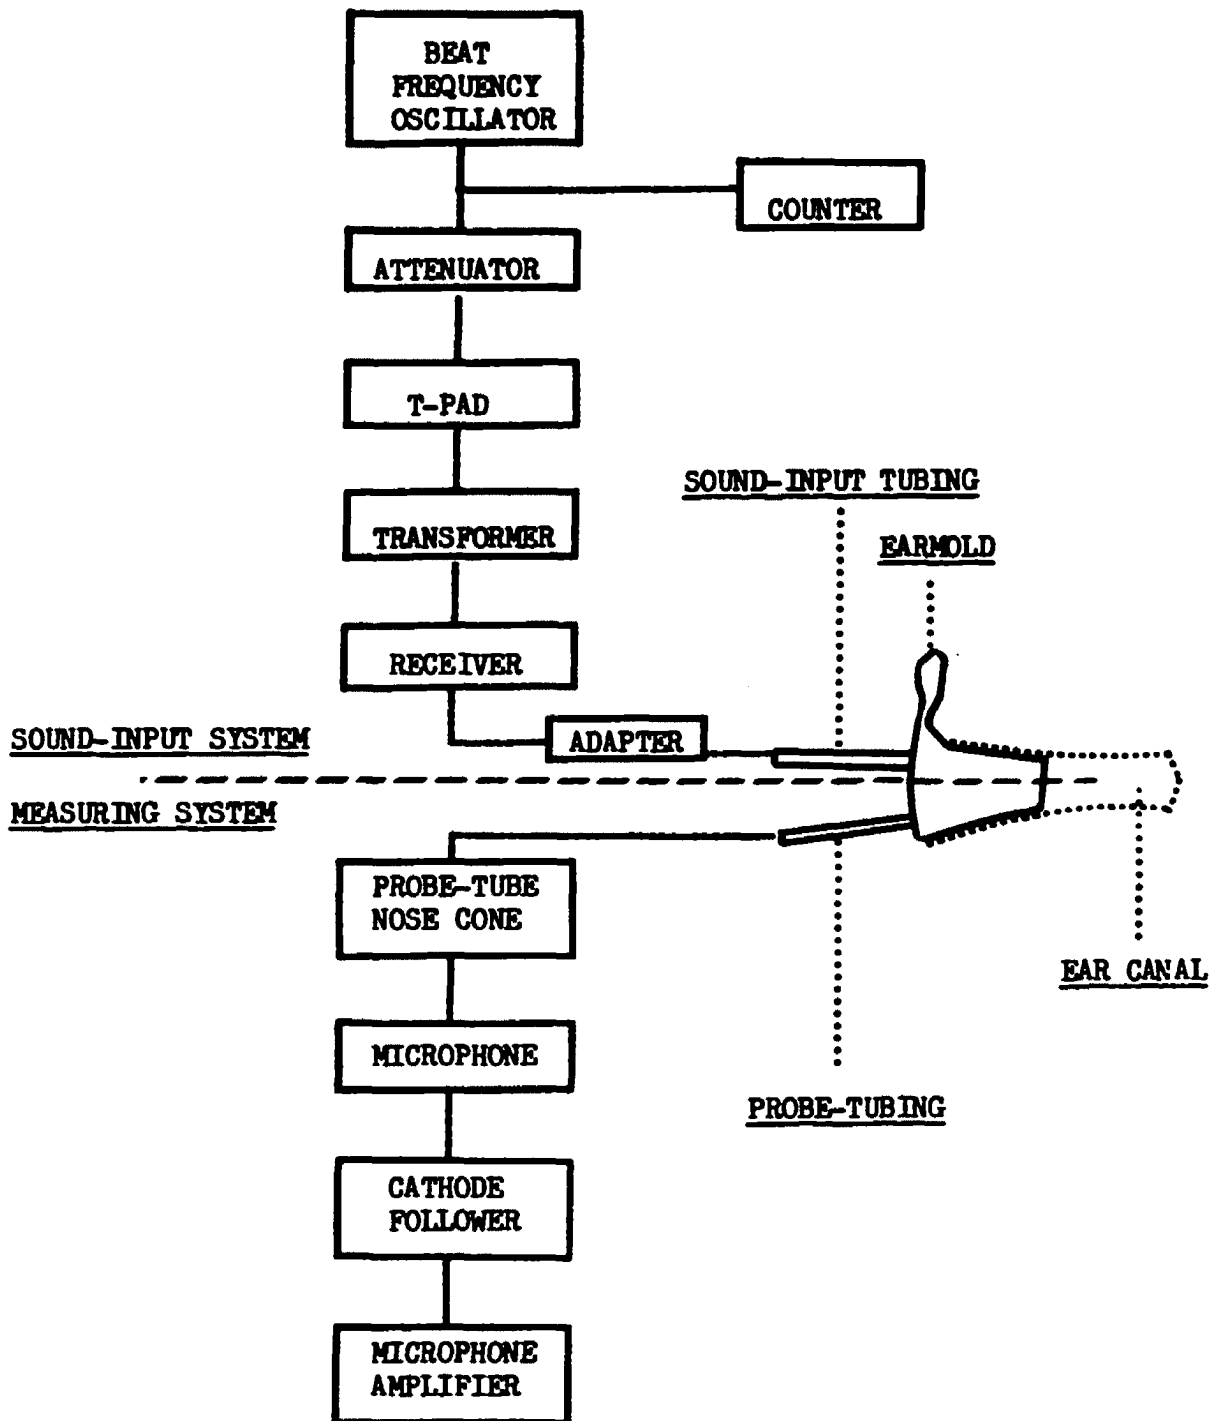 BEAT
FREQUENCY
OSCILLATOR
COUNTER
ATTENUATOR
T-PAD
SOUND-INPUT TUBING
TRANSFORMER
EARMOLD
RECEIVER
SOUND-INPUT SYSTEM
ADAPTER
MEASURING SYSTEM
PROBE-TUBE
NOSE CONE
EAR CANAL
MICROPHONE
PROBE-TUBING
CATHODE
FOLLOWER
MICROPHONE
AMPLIFIER